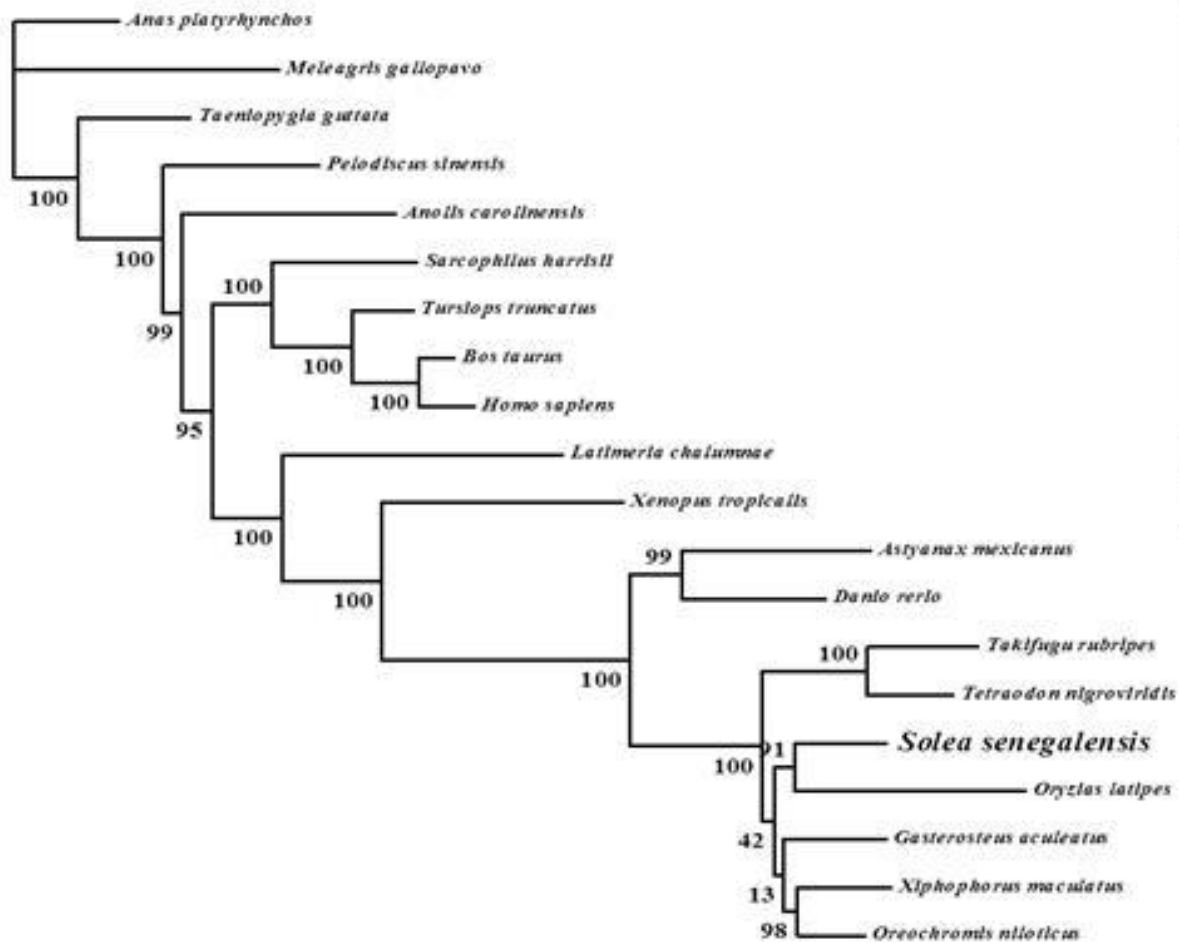 Anas platyrhynchos
Meleagris gallopavo
Taeniopygia guttata
100
Pelodiscus sinensis
100
Anolis carolinensis
Sarcophilus harrisii
100
Tursiops truncatus
99
Bos taurus
100
Homo sapiens
100
95
Latimeria chalumnae
Xenopus tropicalis
100
Astyanax mexicanus
99
Danio rerio
100
Takifugu rubripes
100
100
Tetraodon nigroviridis
Solea senegalensis
91
100
Oryzias latipes
Gasterosteus aculeatus
42
Xiphophorus maculatus
13
98
Oreochromis niloticus